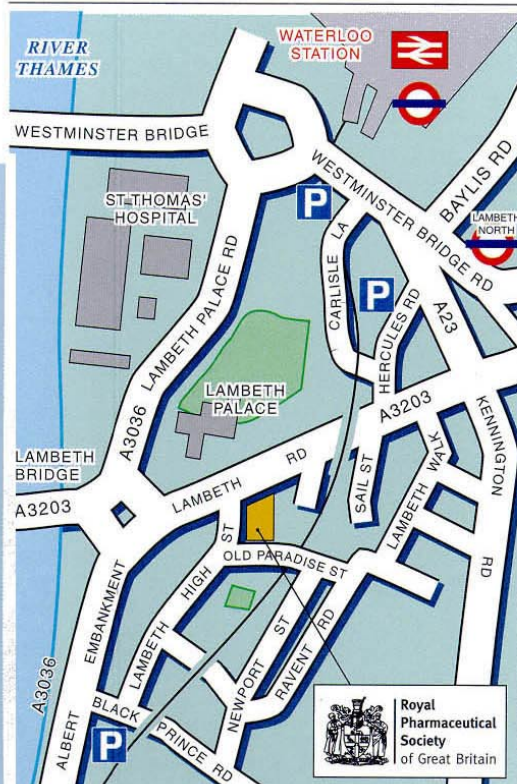 RIVER
THAMES
WATERLOO
STATION
WESTMINSTER BRIDGE
ST THOMAS'
HOSPITAL
P
WESTMINSTER BRIDGE RD
BAYLIS RD
LAMBETH
NORTH
LAMBETH PALACE RD
CARLISLE LA
P
HERCULES RD
A23
LAMBETH
PALACE
A3036
A3203
KENNINGTON RD
LAMBETH
BRIDGE
A3203
LAMBETH RD
SAIL ST
LAMBETH WALK
OLD PARADISE ST
LAMBETH HIGH ST
ALBERT EMBANKMENT
A3036
NEWPORT ST
RAVENT RD
BLACK PRINCE RD
P
Royal
Pharmaceutical
Society
of Great Britain